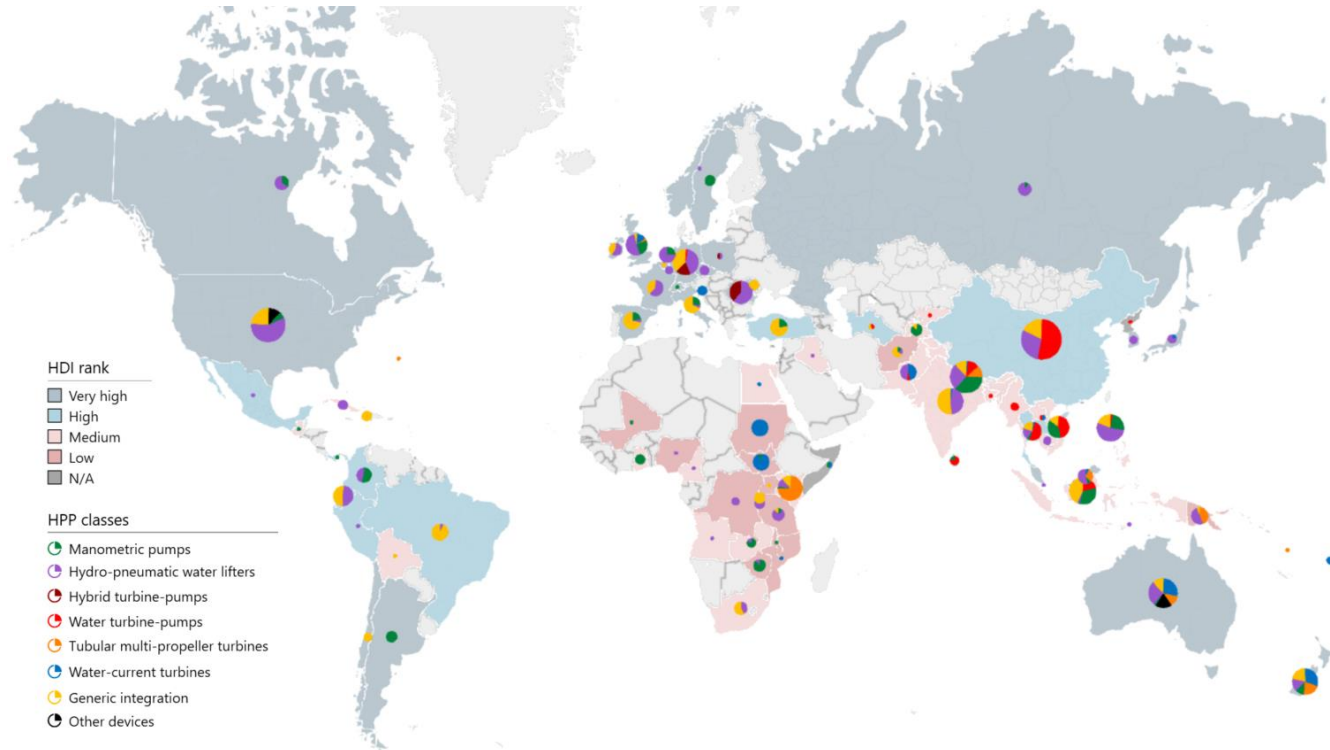 HDI rank
Very high
High
Medium
Low
N/A
HPP classes
Manometric pumps
Hydro-pneumatic water lifters
Hybrid turbine-pumps
Water turbine-pumps
Tubular multi-propeller turbines
Water-current turbines
Generic integration
Other devices